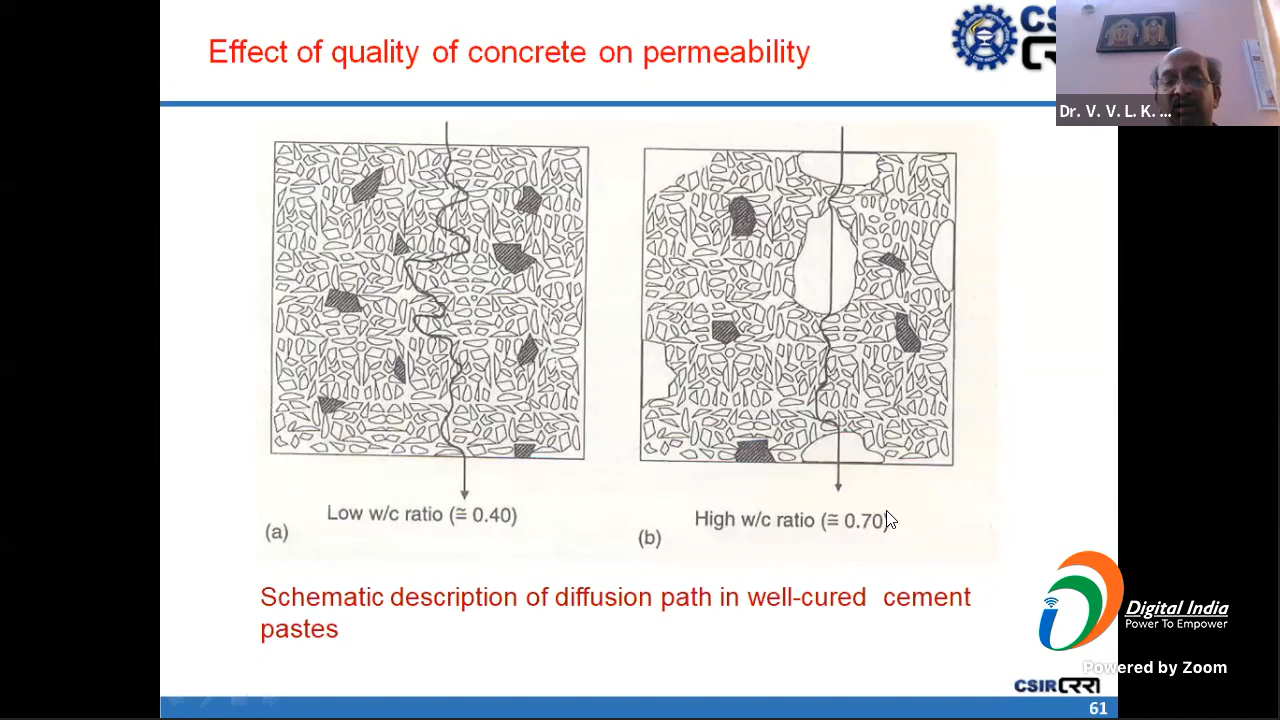 Effect of quality of concrete on permeability
Dr. V. V. L. K. ...
Low w/c ratio (≅ 0.40)
(a)
High w/c ratio (≅ 0.70)
(b)
Schematic description of diffusion path in well-cured cement
pastes
Digital India
Power To Empower
Powered by Zoom
CSIR CRRI
61